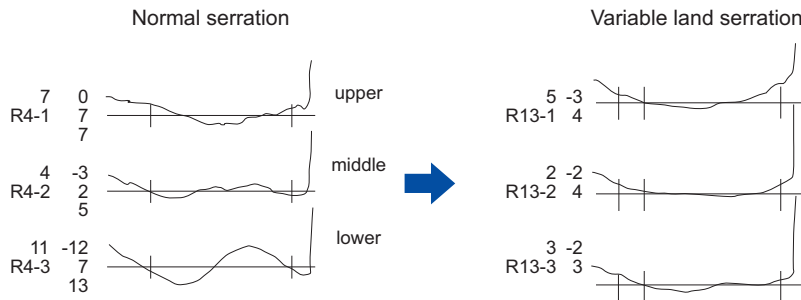 Normal serration
Variable land serration
7 0
R4-1 7
7
upper
4 -3
R4-2 2
5
middle
11 -12
R4-3 7
13
lower
5 -3
R13-1 4
2 -2
R13-2 4
3 -2
R13-3 3